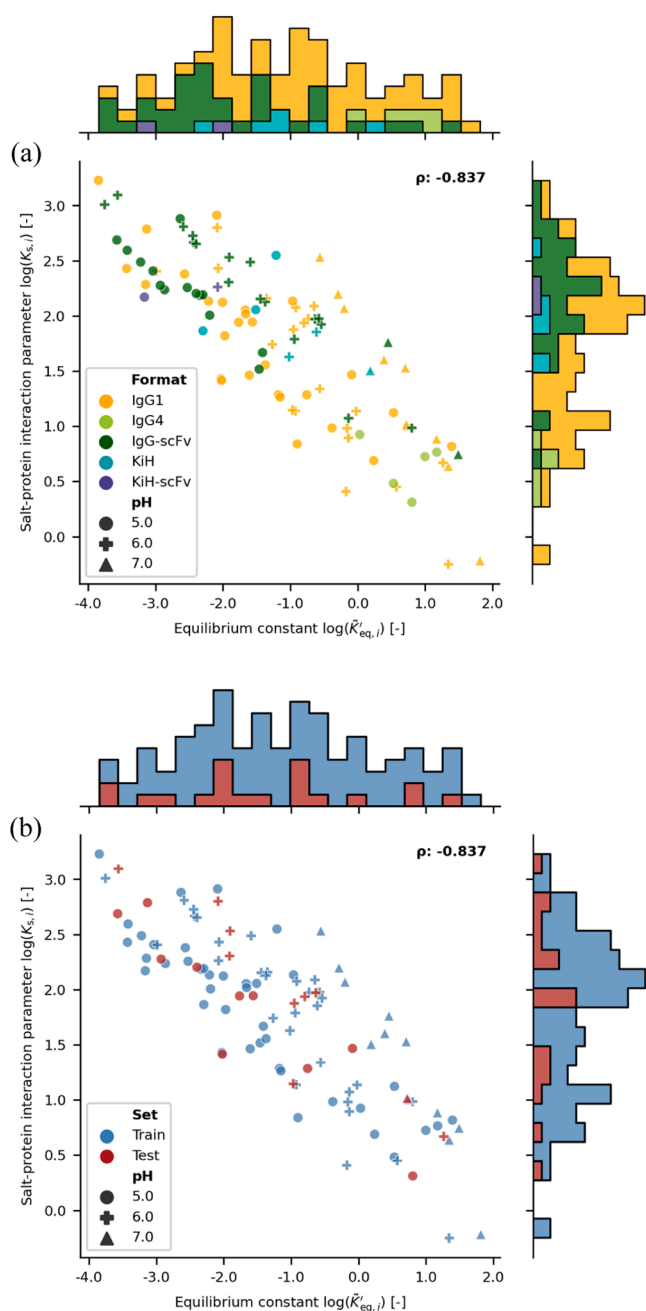 (a)
ρ: -0.837
3.0
2.5
2.0
1.5
1.0
0.5
0.0
Salt-protein interaction parameter log(Ks,i) [-]
Format
IgG1
IgG4
IgG-scFv
KiH
KiH-scFv
pH
5.0
6.0
7.0
-4.0 -3.0 -2.0 -1.0 0.0 1.0 2.0
Equilibrium constant log(K̃′eq,i) [-]
(b)
ρ: -0.837
3.0
2.5
2.0
1.5
1.0
0.5
0.0
Salt-protein interaction parameter log(Ks,i) [-]
Set
Train
Test
pH
5.0
6.0
7.0
-4.0 -3.0 -2.0 -1.0 0.0 1.0 2.0
Equilibrium constant log(K̃′eq,i) [-]